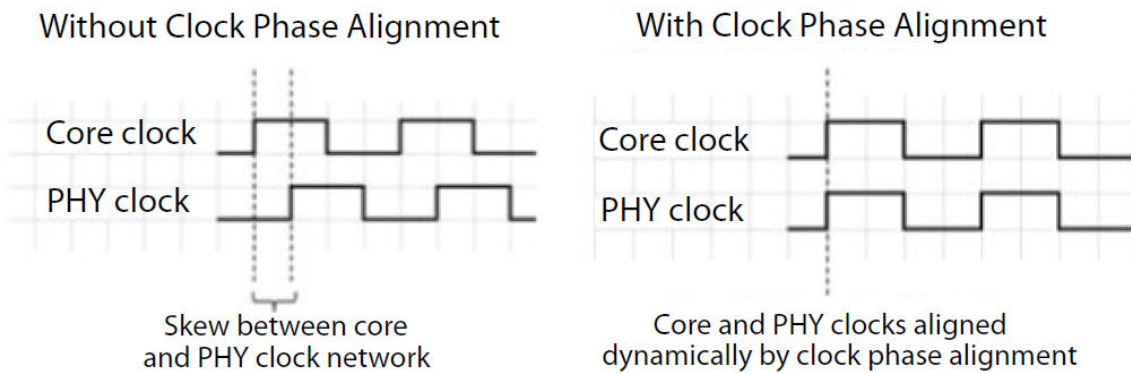 Without Clock Phase Alignment
Core clock
PHY clock
Skew between core
and PHY clock network
With Clock Phase Alignment
Core clock
PHY clock
Core and PHY clocks aligned
dynamically by clock phase alignment